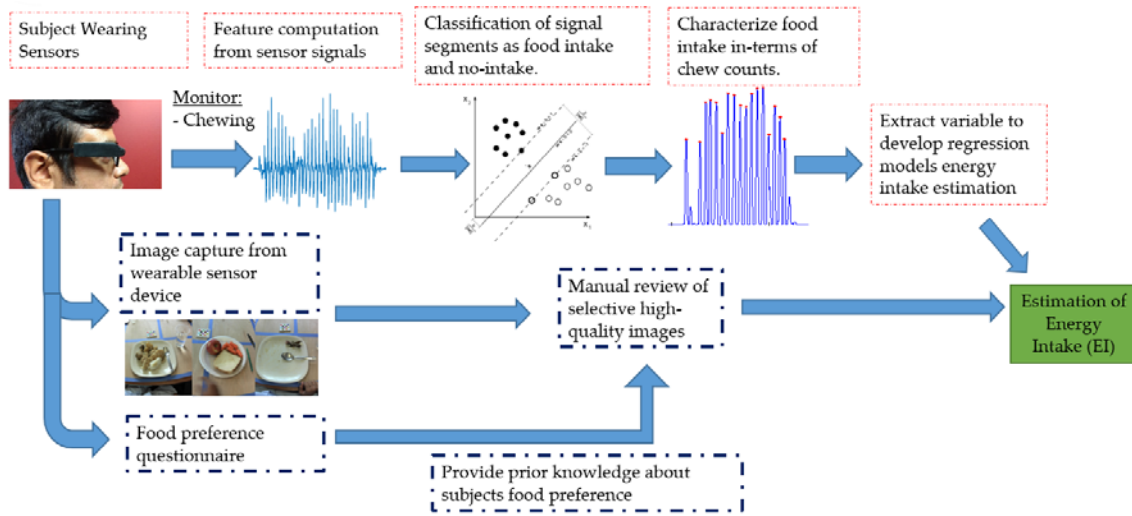 Subject Wearing
Sensors
Feature computation
from sensor signals
Classification of signal
segments as food intake
and no-intake.
Characterize food
intake in-terms of
chew counts.
Monitor:
- Chewing
Extract variable to
develop regression
models energy
intake estimation
Image capture from
wearable sensor
device
Manual review of
selective high-
quality images
Estimation of
Energy
Intake (EI)
Food preference
questionnaire
Provide prior knowledge about
subjects food preference